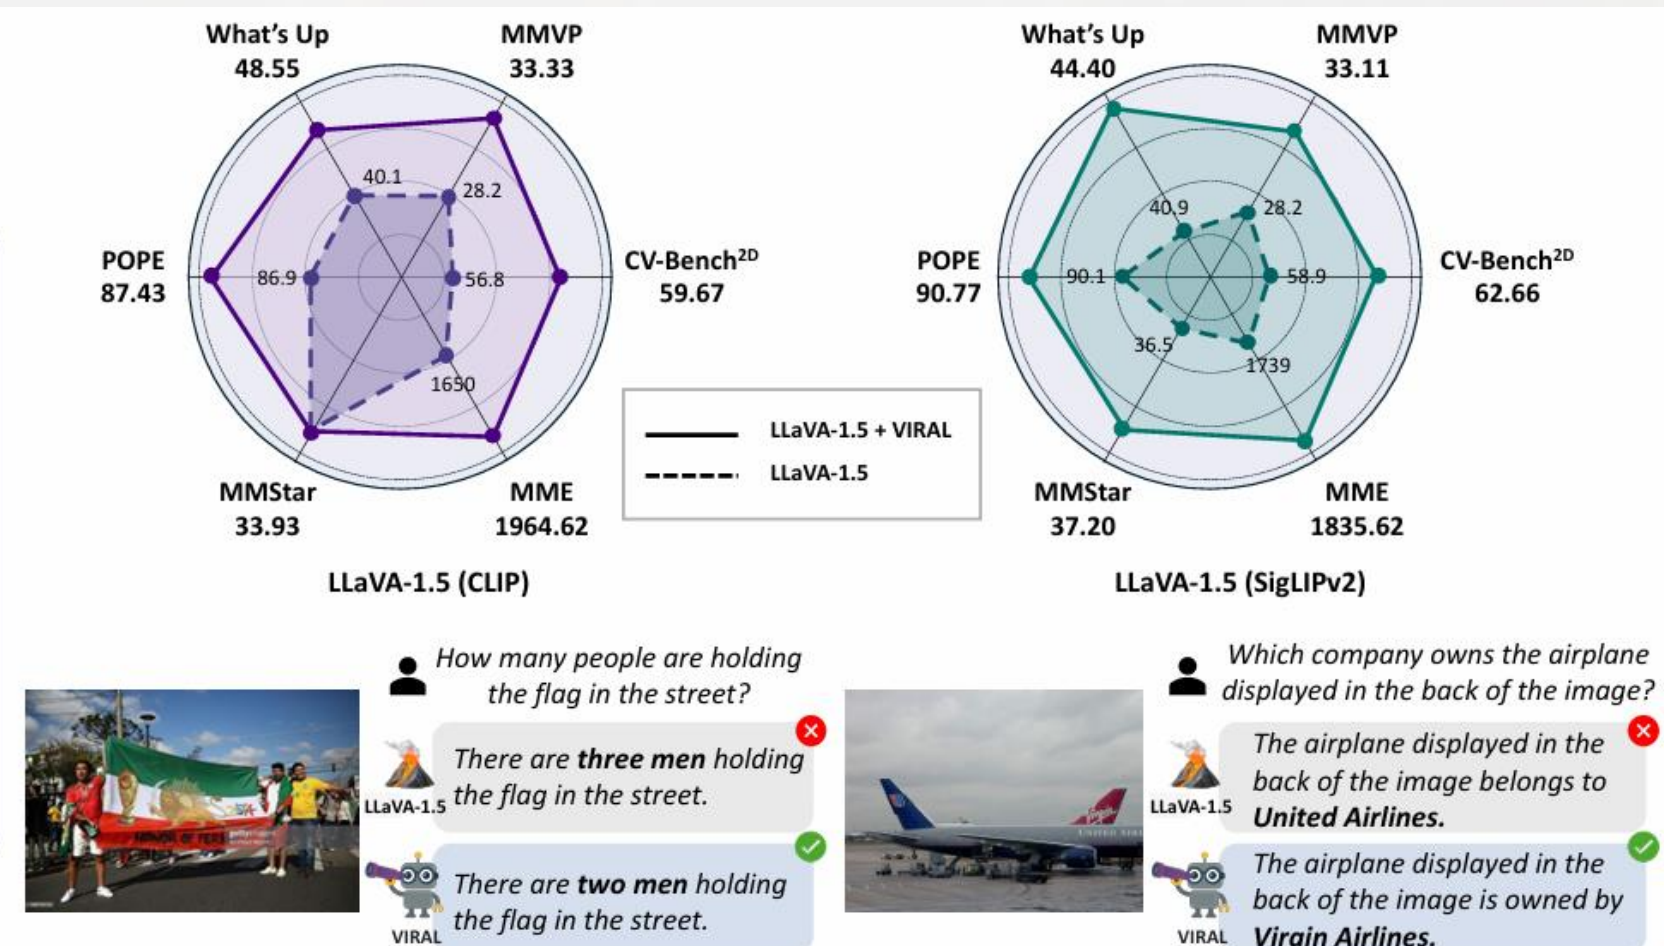 What's Up
48.55
MMVP
33.33
40.1
28.2
POPE
87.43
86.9
56.8
CV-Bench2D
59.67
1650
MMStar
33.93
MME
1964.62
LLaVA-1.5 (CLIP)
LLaVA-1.5 + VIRAL
LLaVA-1.5
What's Up
44.40
MMVP
33.11
40.9
28.2
POPE
90.77
90.1
58.9
CV-Bench2D
62.66
36.5
1739
MMStar
37.20
MME
1835.62
LLaVA-1.5 (SigLIPv2)
How many people are holding
the flag in the street?
LLaVA-1.5
There are three men holding
the flag in the street.
VIRAL
There are two men holding
the flag in the street.
Which company owns the airplane
displayed in the back of the image?
LLaVA-1.5
The airplane displayed in the
back of the image belongs to
United Airlines.
VIRAL
The airplane displayed in the
back of the image is owned by
Virgin Airlines.
Virgin